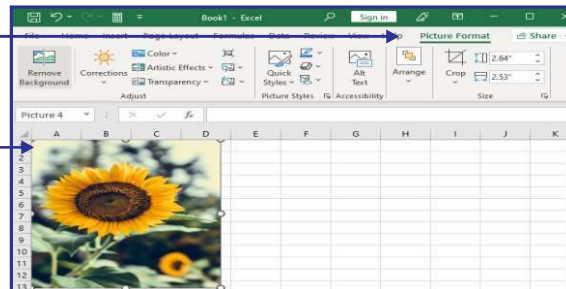 Book1 - Excel
Sign in
File Home Insert Page Layout Formulas Data Review View Help Picture Format Share
Remove Background
Corrections
Color
Artistic Effects
Transparency
Adjust
Quick Styles
Picture Styles
Alt Text
Accessibility
Arrange
Crop
2.64"
2.53"
Size
Picture 4 fx
A B C D E F G H I J K
2
3
4
5
6
7
8
9
10
11
12
13